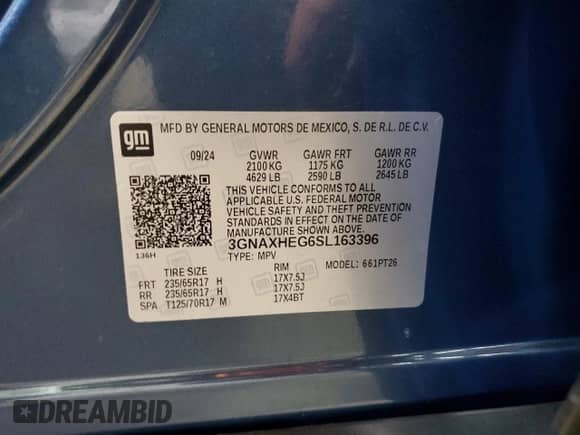 gm
MFD BY GENERAL MOTORS DE MEXICO, S. DE R.L. DE C.V.
09/24 GVWR GAWR FRT GAWR RR
2100 KG 1175 KG 1200 KG
4629 LB 2590 LB 2645 LB
THIS VEHICLE CONFORMS TO ALL
APPLICABLE U.S. FEDERAL MOTOR
VEHICLE SAFETY AND THEFT PREVENTION
STANDARDS IN EFFECT ON THE DATE OF
MANUFACTURE SHOWN ABOVE.
3GNAXHEG6SL163396
136H TYPE: MPV MODEL: 661PT26
TIRE SIZE RIM
FRT 235/65R17 H 17X7.5J
RR 235/65R17 H 17X7.5J
SPA T125/70R17 M 17X4BT
DREAMBID